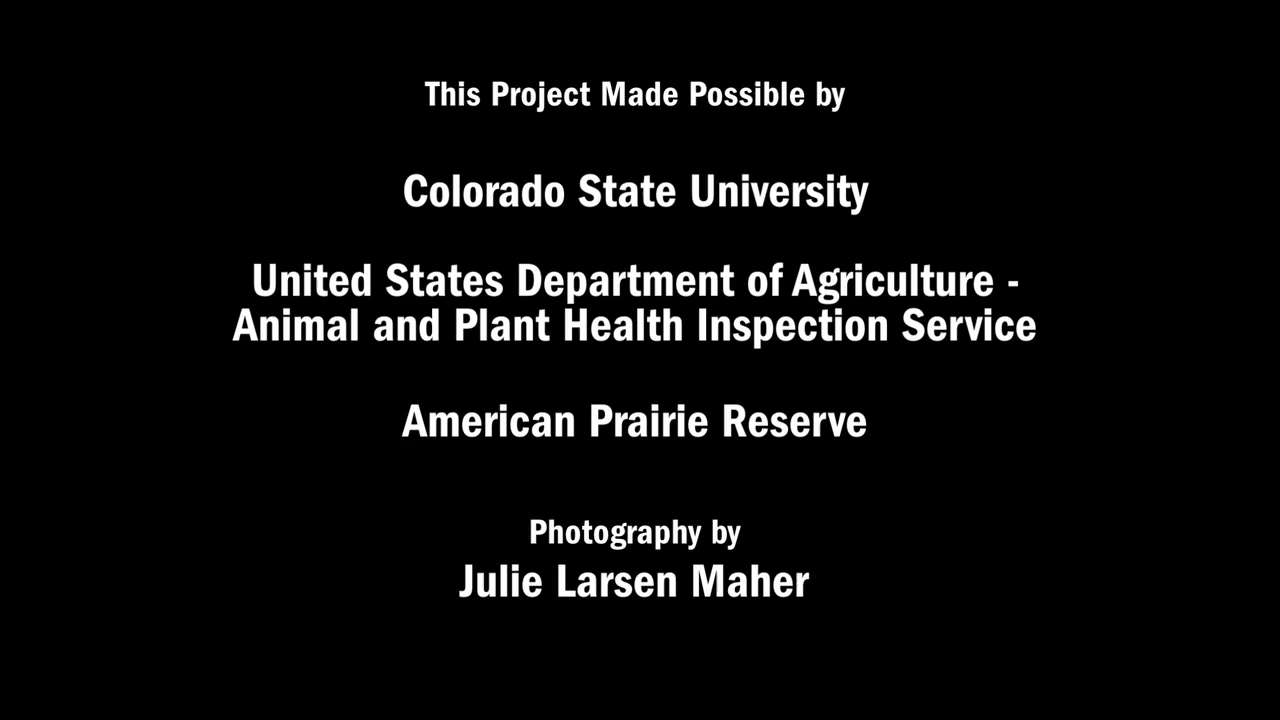 This Project Made Possible by
Colorado State University
United States Department of Agriculture -
Animal and Plant Health Inspection Service
American Prairie Reserve
Photography by
Julie Larsen Maher